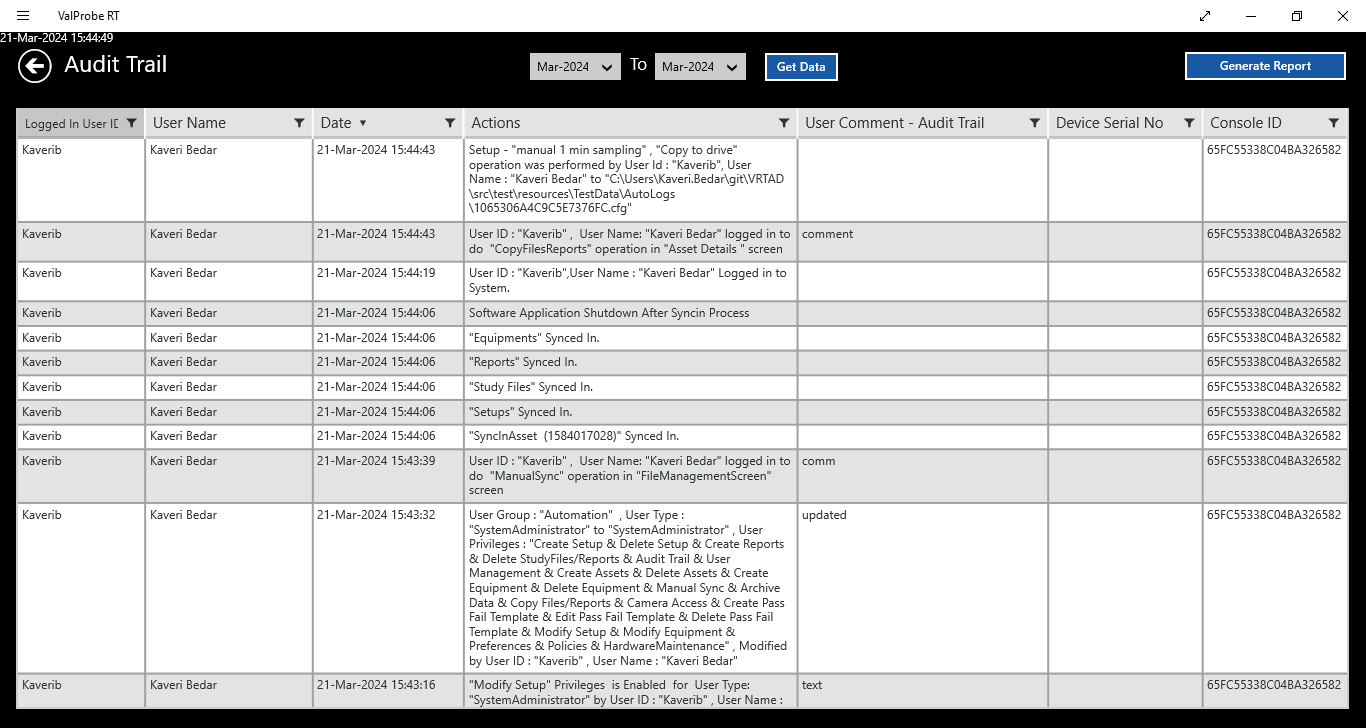 ValProbe RT
21-Mar-2024 15:44:49
Audit Trail
Mar-2024 To Mar-2024 Get Data Generate Report
Logged In User ID User Name Date Actions User Comment - Audit Trail Device Serial No Console ID
Kaverib Kaveri Bedar 21-Mar-2024 15:44:43 Setup - "manual 1 min sampling" , "Copy to drive" 65FC55338C04BA326582
operation was performed by User Id : "Kaverib", User
Name : "Kaveri Bedar" to "C:\Users\Kaveri.Bedar\git\VRTAD
\src\test\resources\TestData\AutoLogs
\1065306A4C9C5E7376FC.cfg"
Kaverib Kaveri Bedar 21-Mar-2024 15:44:43 User ID : "Kaverib" , User Name: "Kaveri Bedar" logged in to comment 65FC55338C04BA326582
do "CopyFilesReports" operation in "Asset Details " screen
Kaverib Kaveri Bedar 21-Mar-2024 15:44:19 User ID : "Kaverib",User Name : "Kaveri Bedar" Logged in to 65FC55338C04BA326582
System.
Kaverib Kaveri Bedar 21-Mar-2024 15:44:06 Software Application Shutdown After Syncin Process 65FC55338C04BA326582
Kaverib Kaveri Bedar 21-Mar-2024 15:44:06 "Equipments" Synced In. 65FC55338C04BA326582
Kaverib Kaveri Bedar 21-Mar-2024 15:44:06 "Reports" Synced In. 65FC55338C04BA326582
Kaverib Kaveri Bedar 21-Mar-2024 15:44:06 "Study Files" Synced In. 65FC55338C04BA326582
Kaverib Kaveri Bedar 21-Mar-2024 15:44:06 "Setups" Synced In. 65FC55338C04BA326582
Kaverib Kaveri Bedar 21-Mar-2024 15:44:06 "SyncInAsset (1584017028)" Synced In. 65FC55338C04BA326582
Kaverib Kaveri Bedar 21-Mar-2024 15:43:39 User ID : "Kaverib" , User Name: "Kaveri Bedar" logged in to comm 65FC55338C04BA326582
do "ManualSync" operation in "FileManagementScreen"
screen
Kaverib Kaveri Bedar 21-Mar-2024 15:43:32 User Group : "Automation" , User Type : updated 65FC55338C04BA326582
"SystemAdministrator" to "SystemAdministrator" , User
Privileges : "Create Setup & Delete Setup & Create Reports
& Delete StudyFiles/Reports & Audit Trail & User
Management & Create Assets & Delete Assets & Create
Equipment & Delete Equipment & Manual Sync & Archive
Data & Copy Files/Reports & Camera Access & Create Pass
Fail Template & Edit Pass Fail Template & Delete Pass Fail
Template & Modify Setup & Modify Equipment &
Preferences & Policies & HardwareMaintenance" , Modified
by User ID : "Kaverib" , User Name : "Kaveri Bedar"
Kaverib Kaveri Bedar 21-Mar-2024 15:43:16 "Modify Setup" Privileges is Enabled for User Type: text 65FC55338C04BA326582
"SystemAdministrator" by User ID : "Kaverib" , User Name :